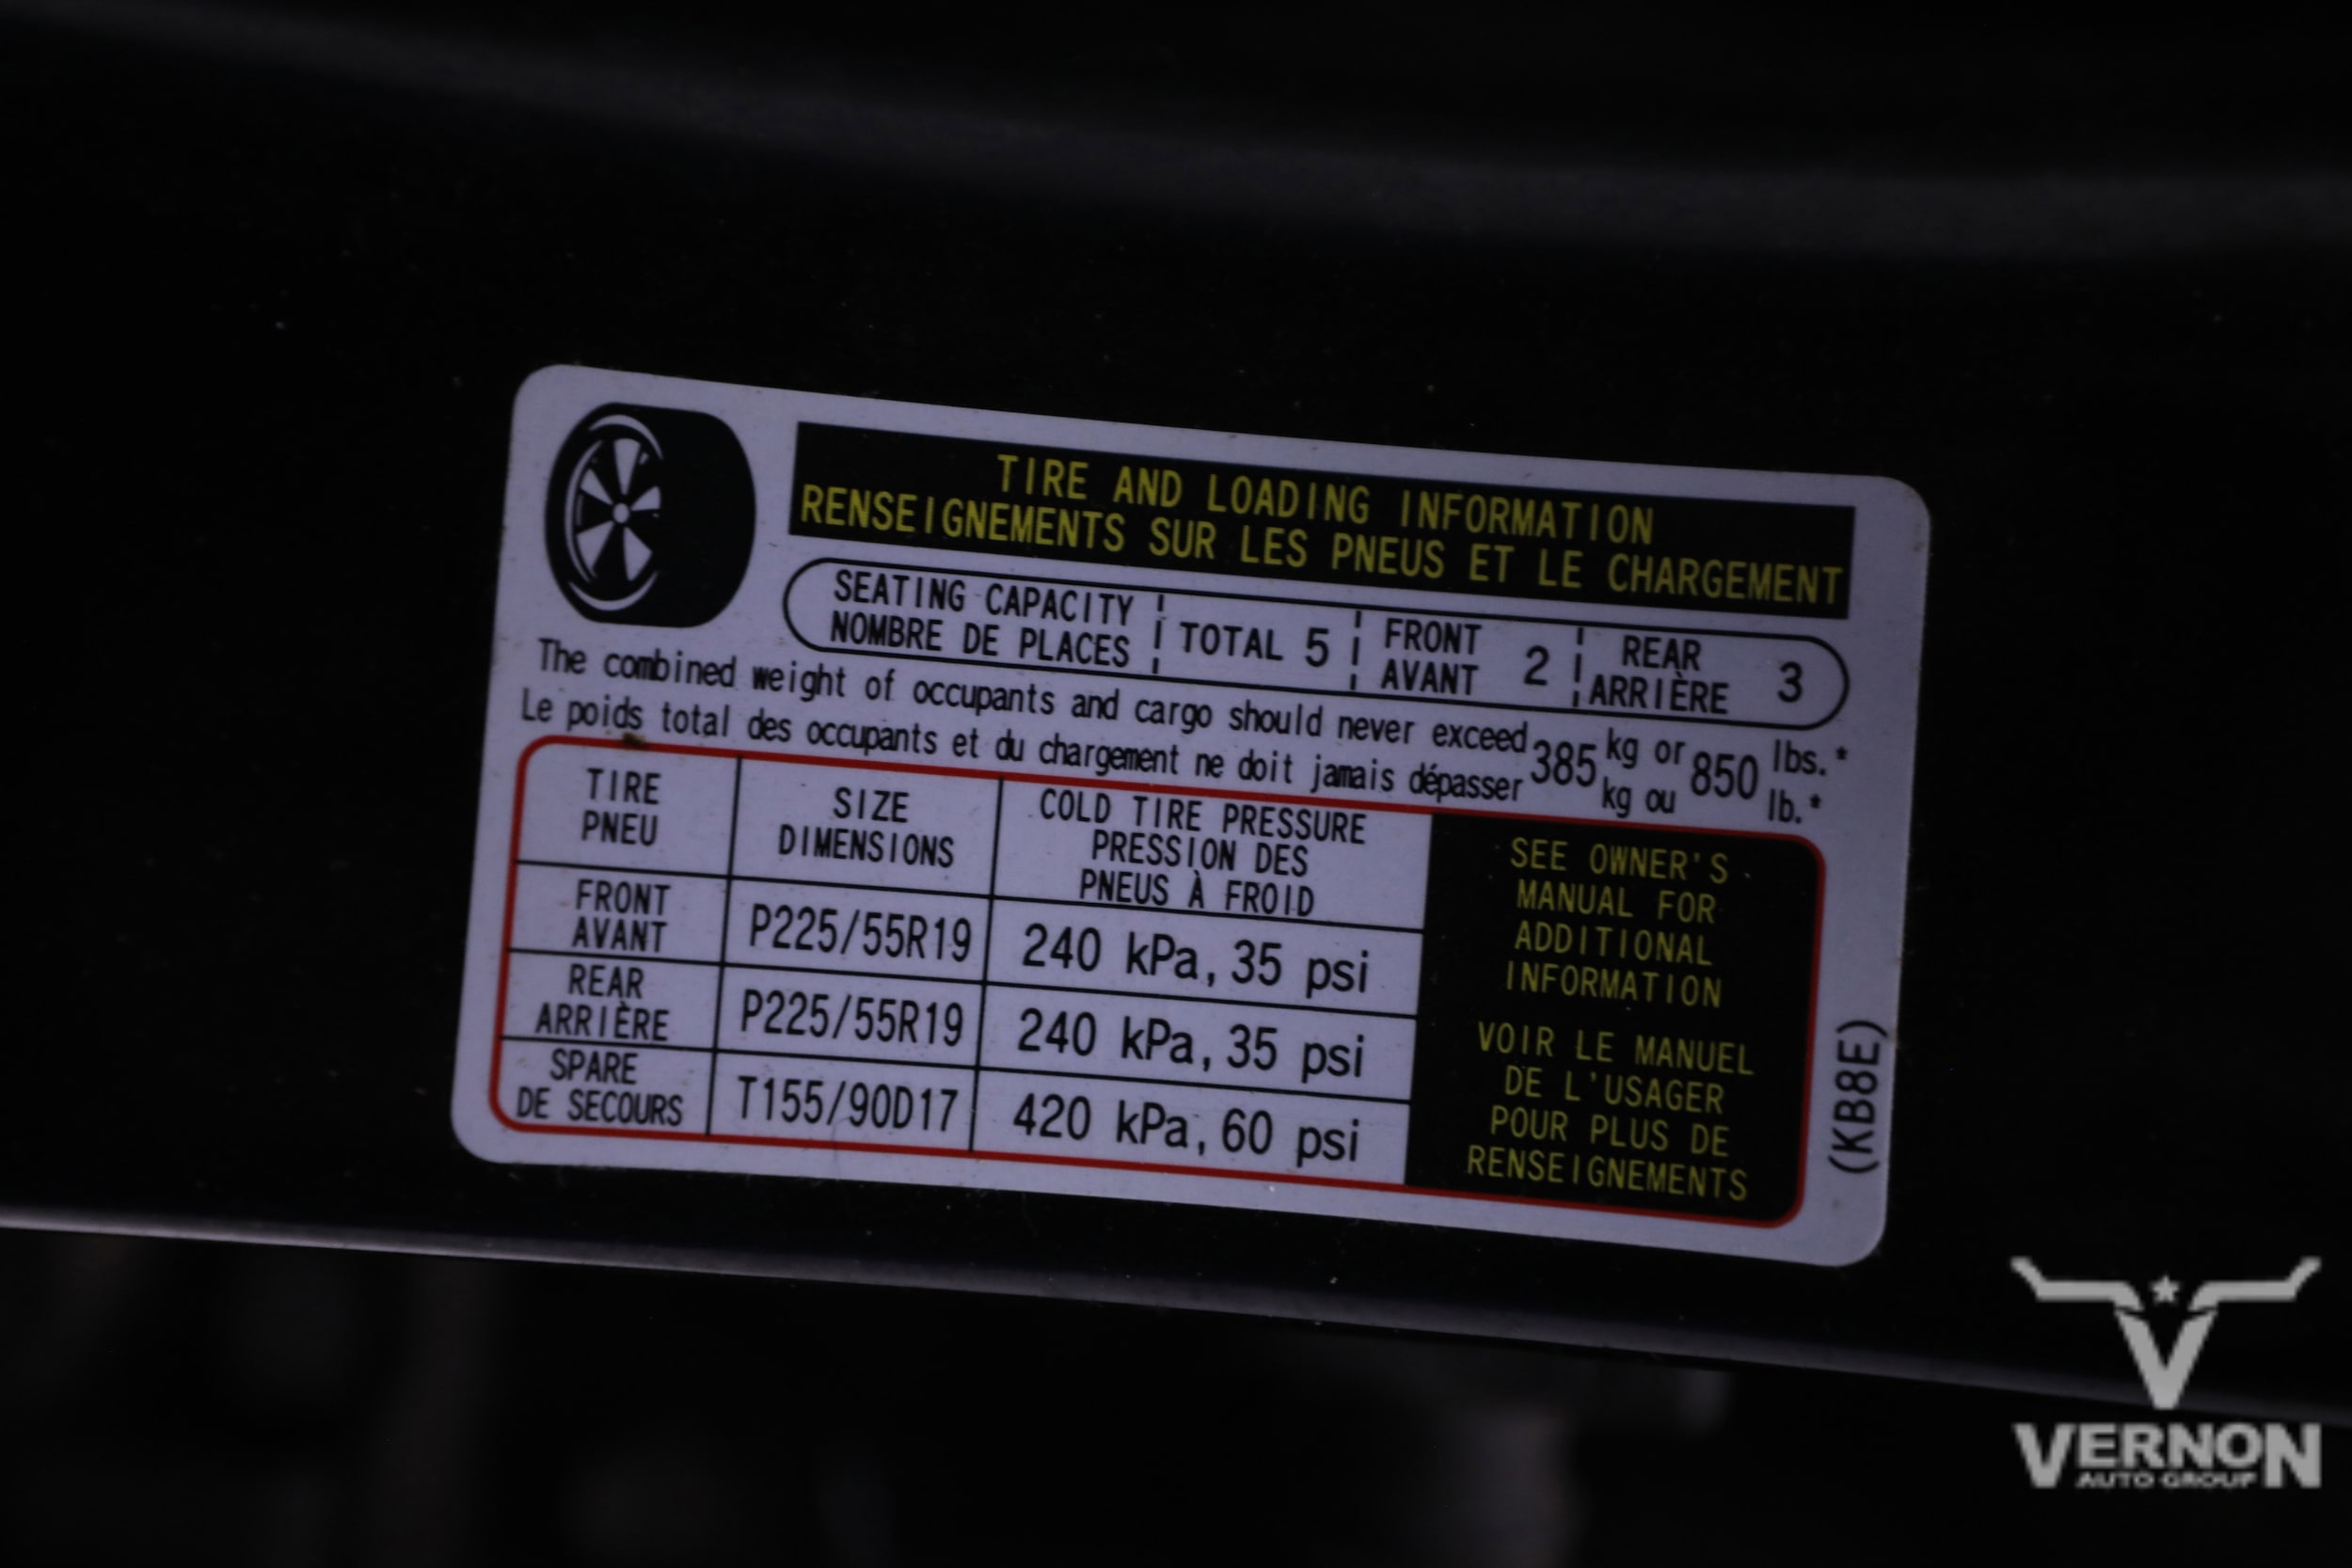 TIRE AND LOADING INFORMATION
RENSEIGNEMENTS SUR LES PNEUS ET LE CHARGEMENT
SEATING CAPACITY
NOMBRE DE PLACES
TOTAL 5
FRONT
AVANT
2
REAR
ARRIÈRE
3
The combined weight of occupants and cargo should never exceed 385 kg or 850 lbs.*
Le poids total des occupants et du chargement ne doit jamais dépasser 385 kg ou 850 lb.*
TIRE
PNEU
SIZE
DIMENSIONS
COLD TIRE PRESSURE
PRESSION DES
PNEUS À FROID
FRONT
AVANT
P225/55R19
240 kPa, 35 psi
REAR
ARRIÈRE
P225/55R19
240 kPa, 35 psi
SPARE
DE SECOURS
T155/90D17
420 kPa, 60 psi
SEE OWNER'S
MANUAL FOR
ADDITIONAL
INFORMATION
VOIR LE MANUEL
DE L'USAGER
POUR PLUS DE
RENSEIGNEMENTS
(KB8E)
V
VERNON
AUTO GROUP